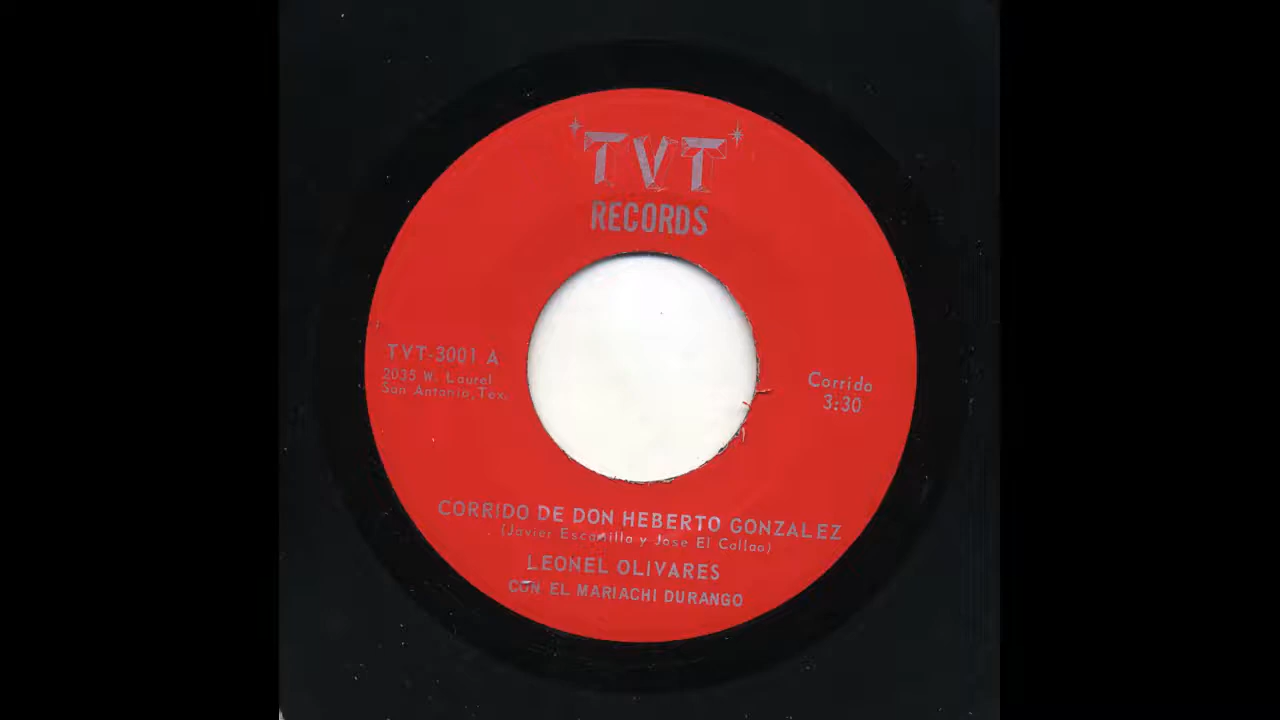 TVT
RECORDS
TVT-3001 A
2035 W. Laurel
San Antonio, Tex.
Corrido
3:30
CORRIDO DE DON HEBERTO GONZALEZ
(Javier Escamilla y Jose El Callao)
LEONEL OLIVARES
CON EL MARIACHI DURANGO